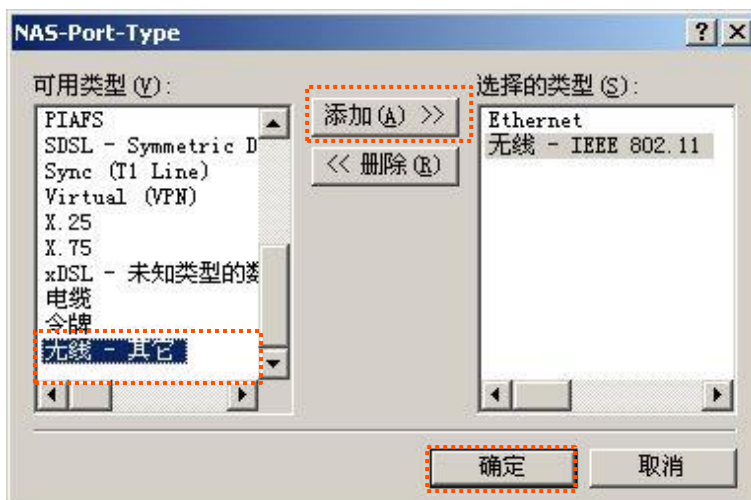 NAS-Port-Type
可用类型(V):
PIAFS
SDSL - Symmetric D
Sync (T1 Line)
Virtual (VPN)
X.25
X.75
xDSL - 未知类型的数
电缆
令牌
无线 - 其它
添加(A) >>
<< 删除(R)
选择的类型(S):
Ethernet
无线 - IEEE 802.11
确定
取消